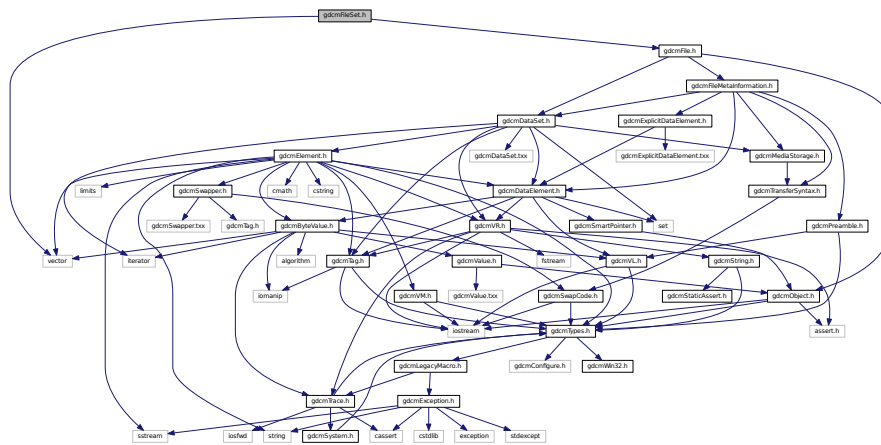 gdcmFileSet.h
gdcmFile.h
gdcmFileMetaInformation.h
gdcmDataSet.h
gdcmExplicitDataElement.h
gdcmElement.h
gdcmDataSet.txx
gdcmExplicitDataElement.txx
gdcmMediaStorage.h
limits
gdcmSwapper.h
cmath
cstring
gdcmDataElement.h
gdcmTransferSyntax.h
gdcmSwapper.txx
gdcmTag.h
gdcmByteValue.h
gdcmVR.h
gdcmSmartPointer.h
set
gdcmPreamble.h
vector
iterator
algorithm
gdcmTag.h
gdcmValue.h
fstream
gdcmVL.h
gdcmString.h
iomanip
gdcmVM.h
gdcmValue.txx
gdcmSwapCode.h
gdcmStaticAssert.h
gdcmObject.h
iostream
gdcmTypes.h
assert.h
gdcmLegacyMacro.h
gdcmConfigure.h
gdcmWin32.h
gdcmTrace.h
gdcmException.h
sstream
iosfwd
string
gdcmSystem.h
cassert
cstdlib
exception
stdexcept